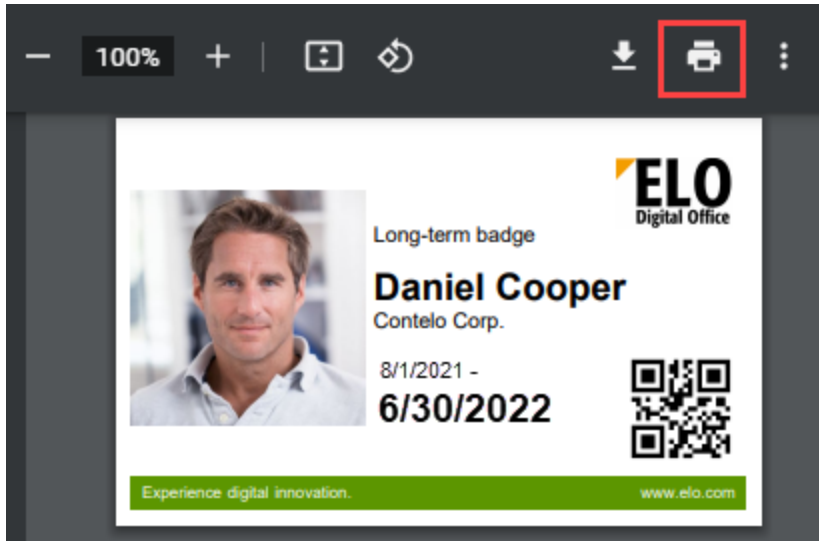 100%
ELO
Digital Office
Long-term badge
Daniel Cooper
Contelo Corp.
8/1/2021 -
6/30/2022
Experience digital innovation. www.elo.com